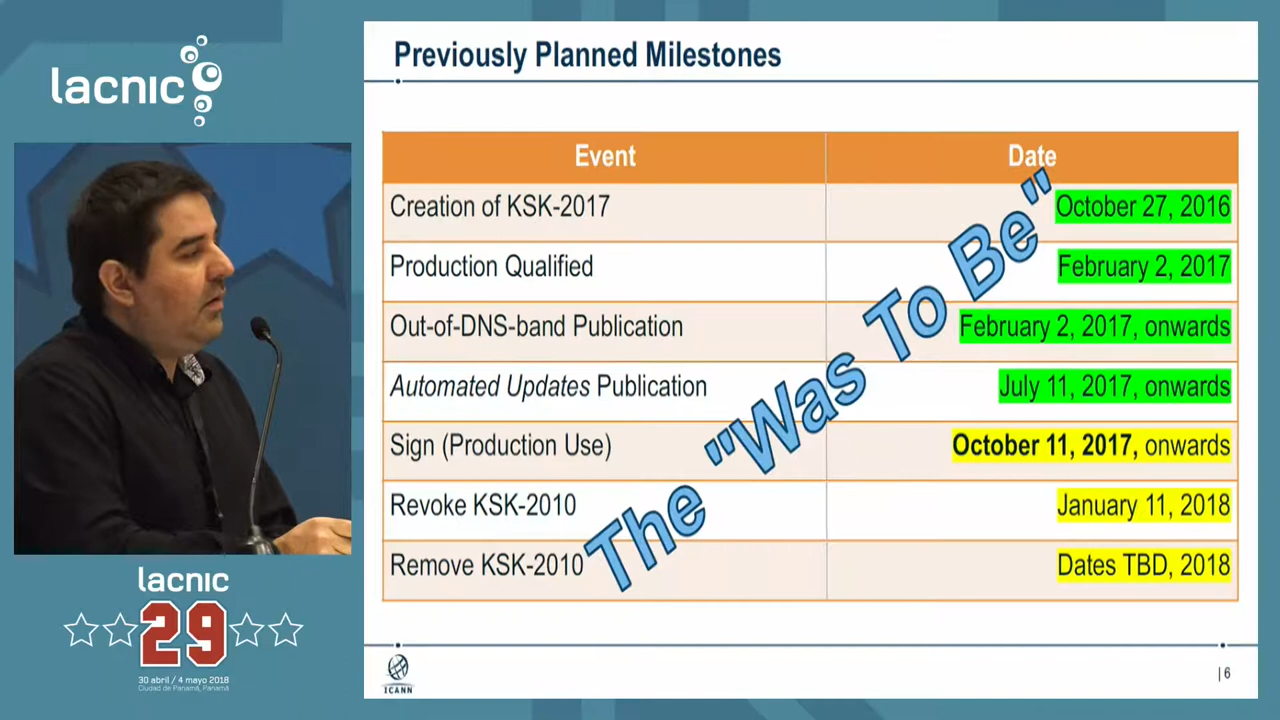 lacnic
Previously Planned Milestones
Event Date
Creation of KSK-2017 October 27, 2016
Production Qualified February 2, 2017
Out-of-DNS-band Publication February 2, 2017, onwards
Automated Updates Publication July 11, 2017, onwards
Sign (Production Use) October 11, 2017, onwards
Revoke KSK-2010 January 11, 2018
Remove KSK-2010 Dates TBD, 2018
The "Was To Be"
lacnic
29
30 abril / 4 mayo 2018
Ciudad de Panamá, Panamá
ICANN
| 6